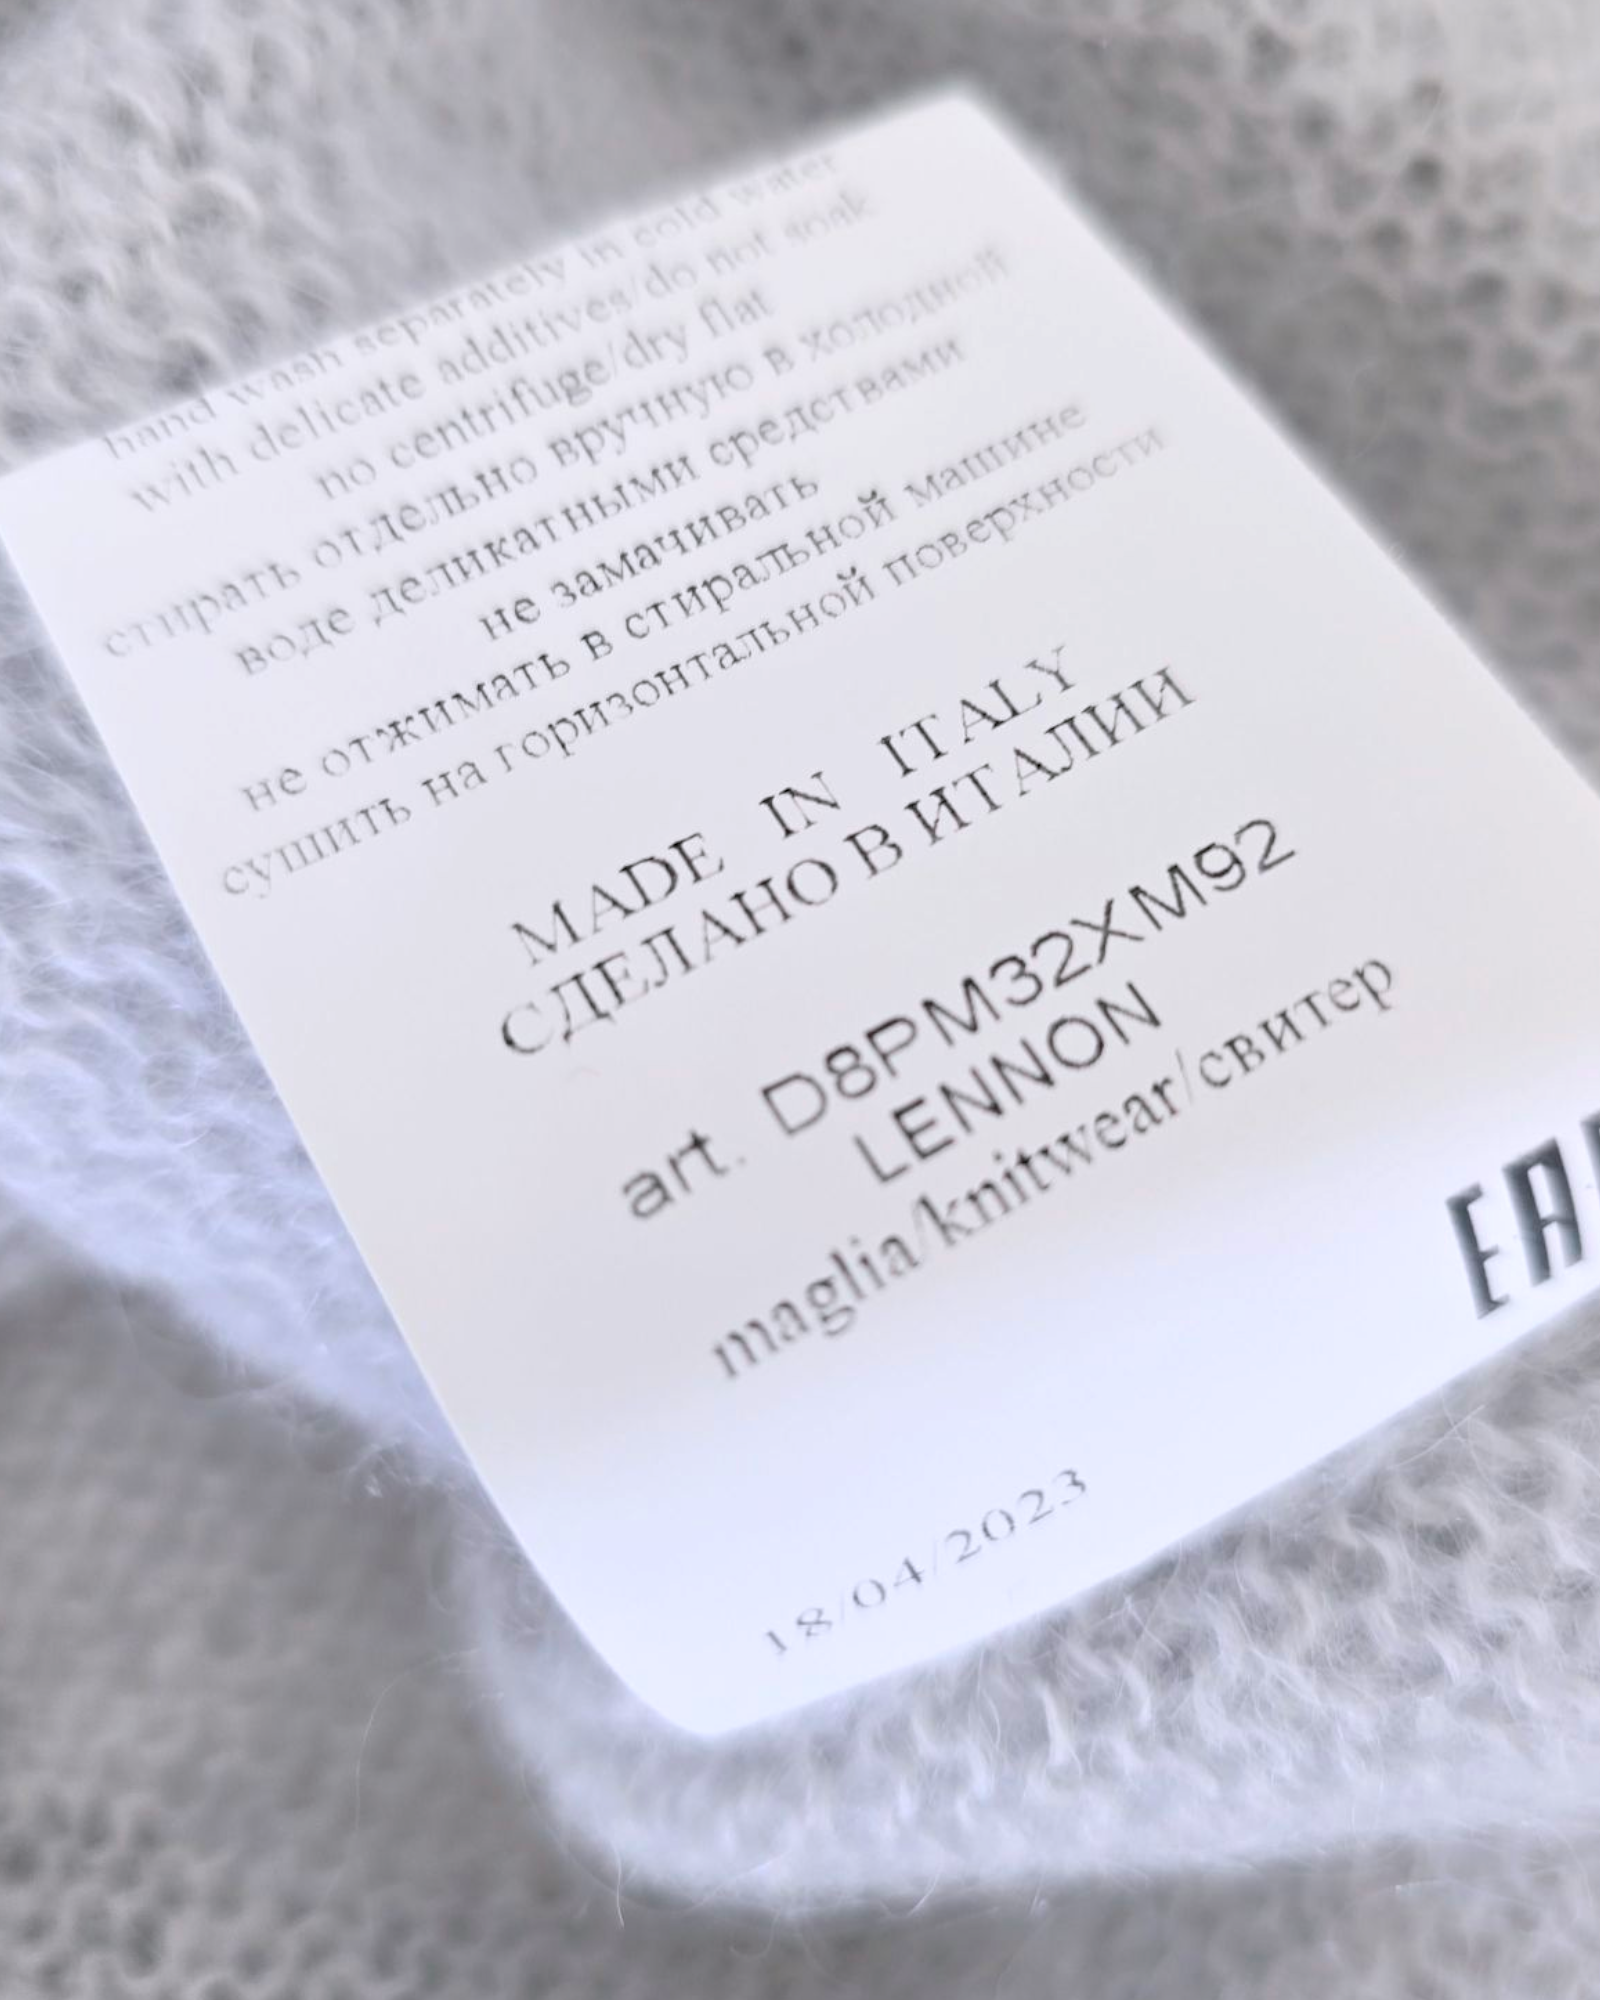 hand wash separately in cold water
with delicate additives/do not soak
no centrifuge/dry flat
стирать отдельно вручную в холодной
воде деликатными средствами
не замачивать
не отжимать в стиральной машине
сушить на горизонтальной поверхности
MADE IN ITALY
СДЕЛАНО В ИТАЛИИ
art. D8PM32XM92
LENNON
maglia/knitwear/свитер
EA
18/04/2023